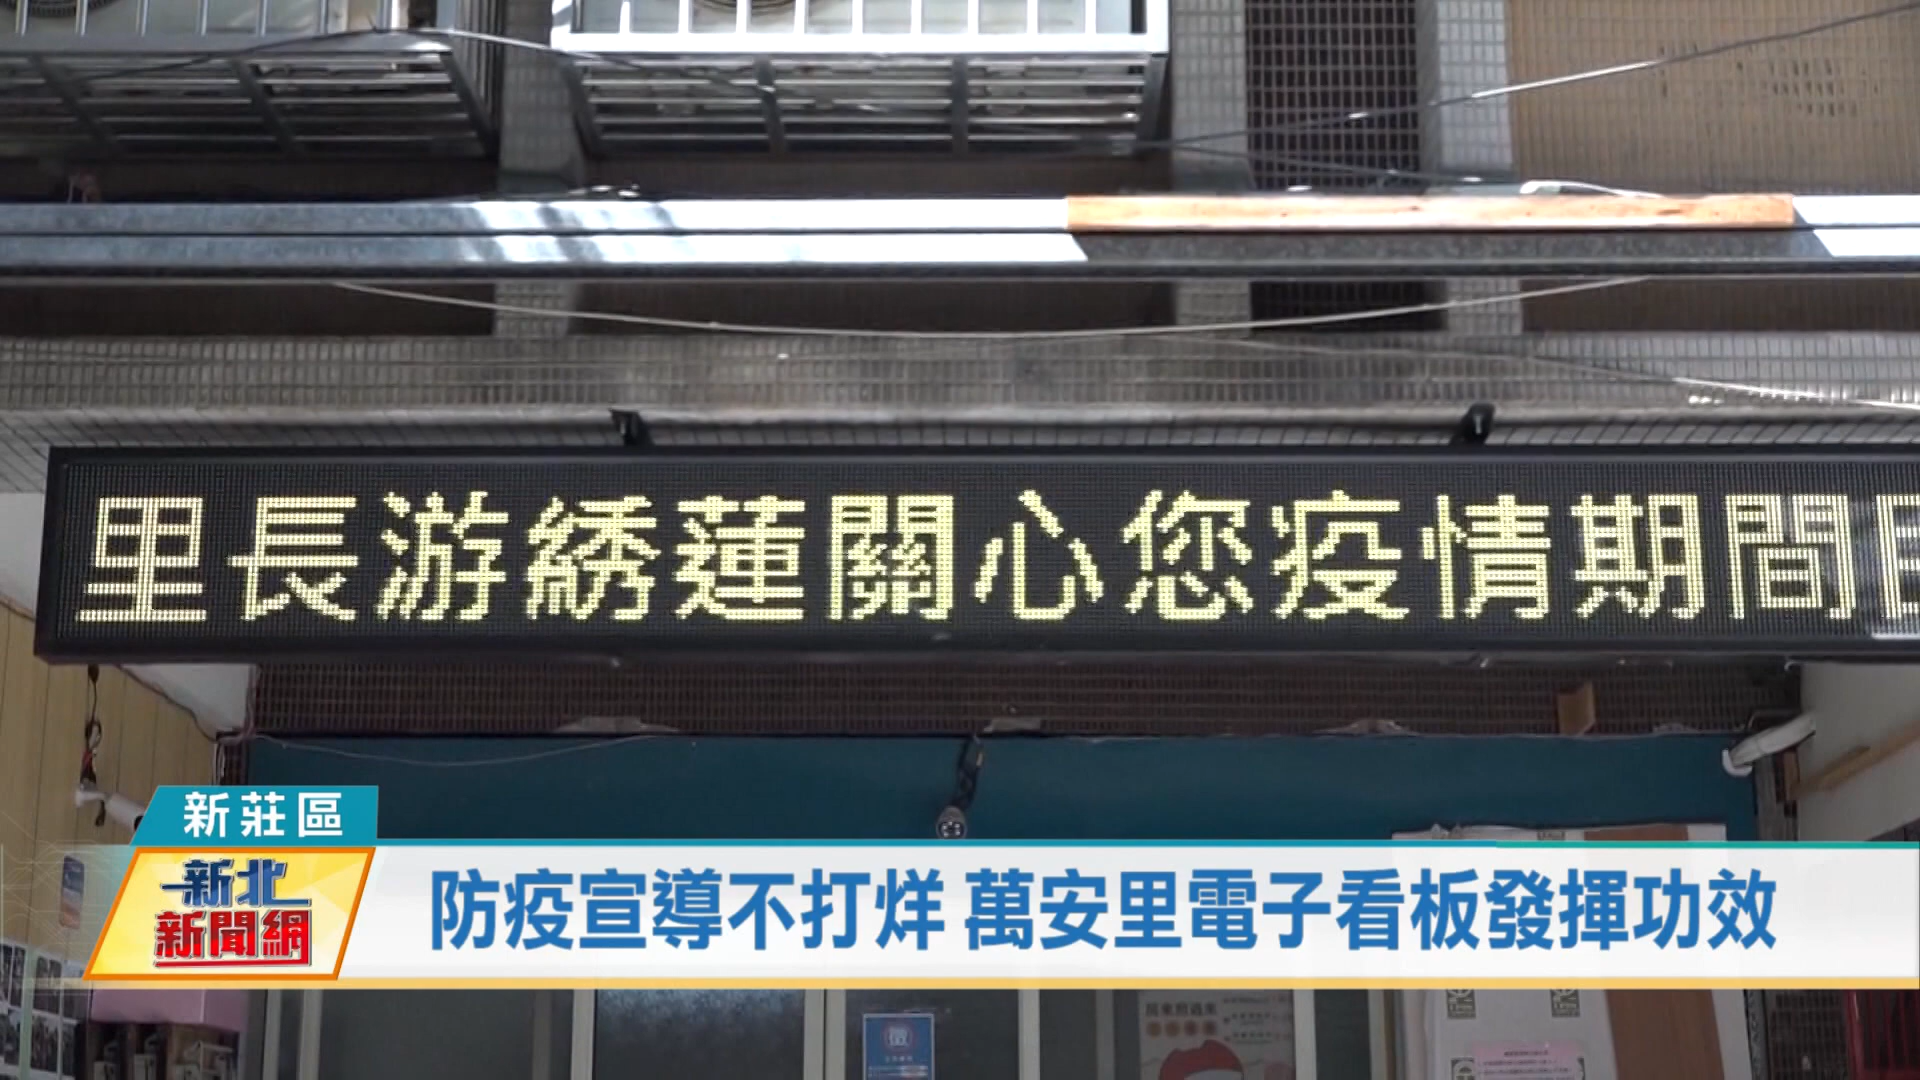 里長游綉蓮關心您疫情期間
新莊區
新北
新聞網
防疫宣導不打烊 萬安里電子看板發揮功效